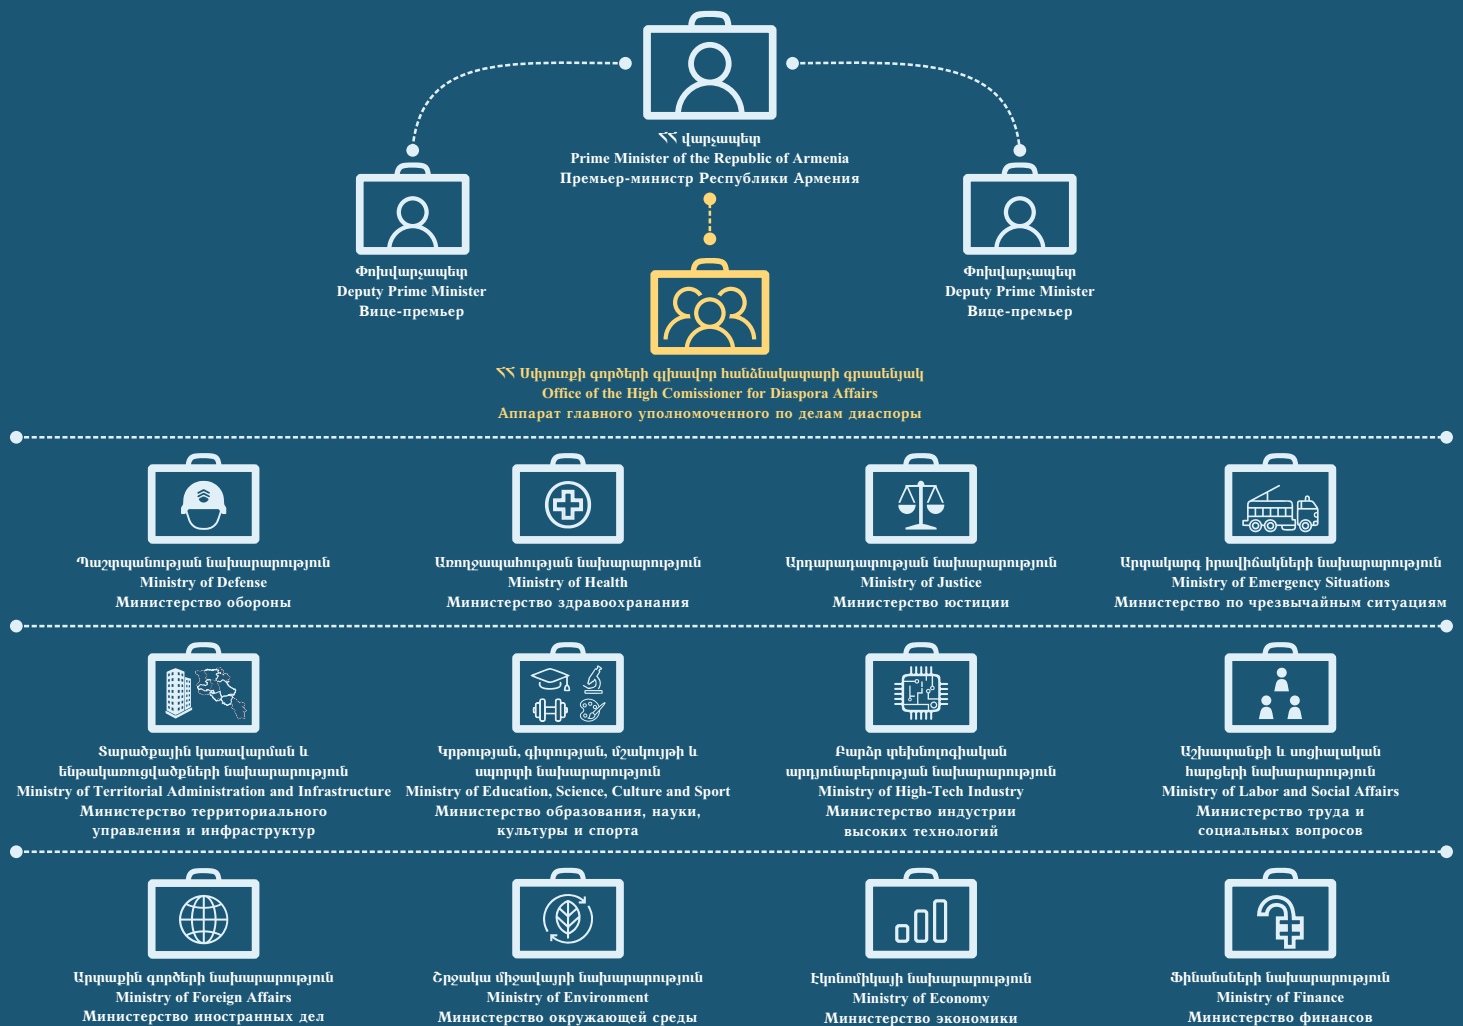 ՀՀ վարչապետ
Prime Minister of the Republic of Armenia
Премьер-министр Республики Армения
Փոխվարչապետ
Deputy Prime Minister
Вице-премьер
Փոխվարչապետ
Deputy Prime Minister
Вице-премьер
ՀՀ Սփյուռքի գործերի գլխավոր հանձնակատարի գրասենյակ
Office of the High Comissioner for Diaspora Affairs
Аппарат главного уполномоченного по делам диаспоры
Պաշտպանության նախարարություն
Ministry of Defense
Министерство обороны
Առողջապահության նախարարություն
Ministry of Health
Министерство здравоохранания
Արդարադատության նախարարություն
Ministry of Justice
Министерство юстиции
Արտակարգ իրավիճակների նախարարություն
Ministry of Emergency Situations
Министерство по чрезвычайным ситуациям
Տարածքային կառավարման և
ենթակառուցվածքների նախարարություն
Ministry of Territorial Administration and Infrastructure
Министерство территориального
управления и инфраструктур
Կրթության, գիտության, մշակույթի և
սպորտի նախարարություն
Ministry of Education, Science, Culture and Sport
Министерство образования, науки,
культуры и спорта
Բարձր տեխնոլոգիական
արդյունաբերության նախարարություն
Ministry of High-Tech Industry
Министерство индустрии
высоких технологий
Աշխատանքի և սոցիալական
հարցերի նախարարություն
Ministry of Labor and Social Affairs
Министерство труда и
социальных вопросов
Արտաքին գործերի նախարարություն
Ministry of Foreign Affairs
Министерство иностранных дел
Շրջակա միջավայրի նախարարություն
Ministry of Environment
Министерство окружающей среды
Էկոնոմիկայի նախարարություն
Ministry of Economy
Министерство экономики
Ֆինանսների նախարարություն
Ministry of Finance
Министерство финансов